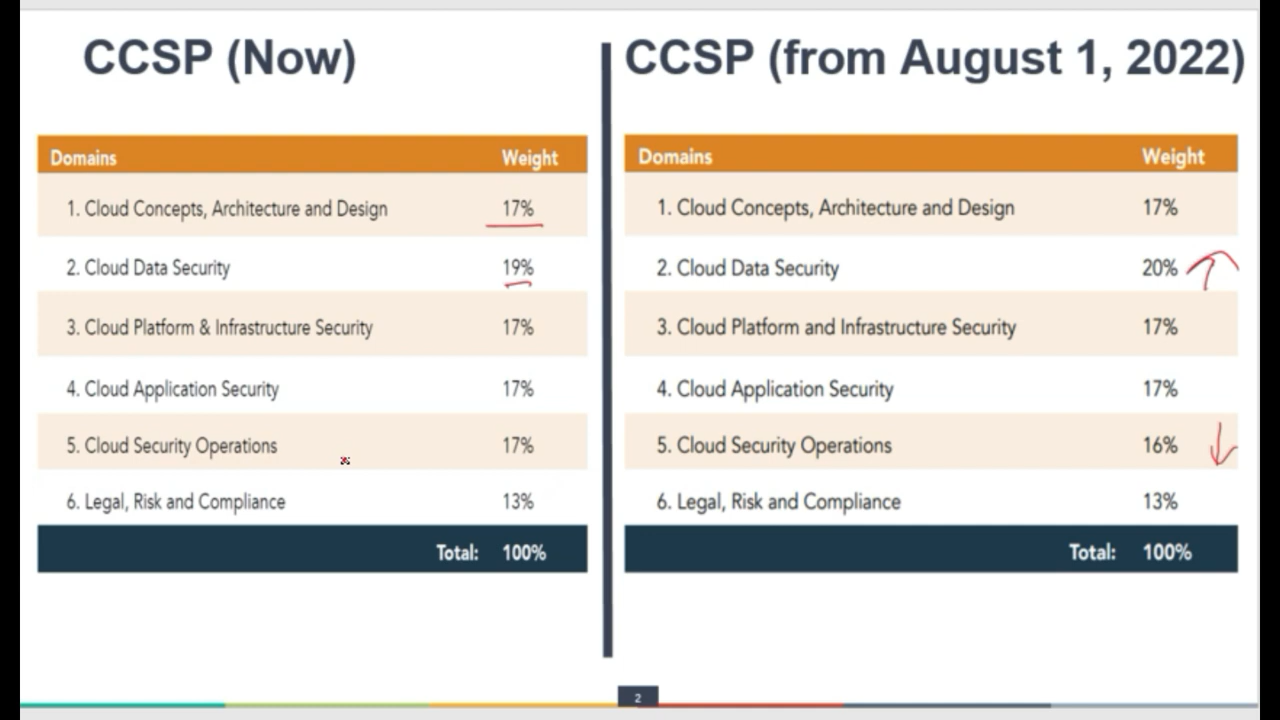 CCSP (Now)
Domains Weight
1. Cloud Concepts, Architecture and Design 17%
2. Cloud Data Security 19%
3. Cloud Platform & Infrastructure Security 17%
4. Cloud Application Security 17%
5. Cloud Security Operations 17%
6. Legal, Risk and Compliance 13%
Total: 100%
CCSP (from August 1, 2022)
Domains Weight
1. Cloud Concepts, Architecture and Design 17%
2. Cloud Data Security 20%
3. Cloud Platform and Infrastructure Security 17%
4. Cloud Application Security 17%
5. Cloud Security Operations 16%
6. Legal, Risk and Compliance 13%
Total: 100%
2